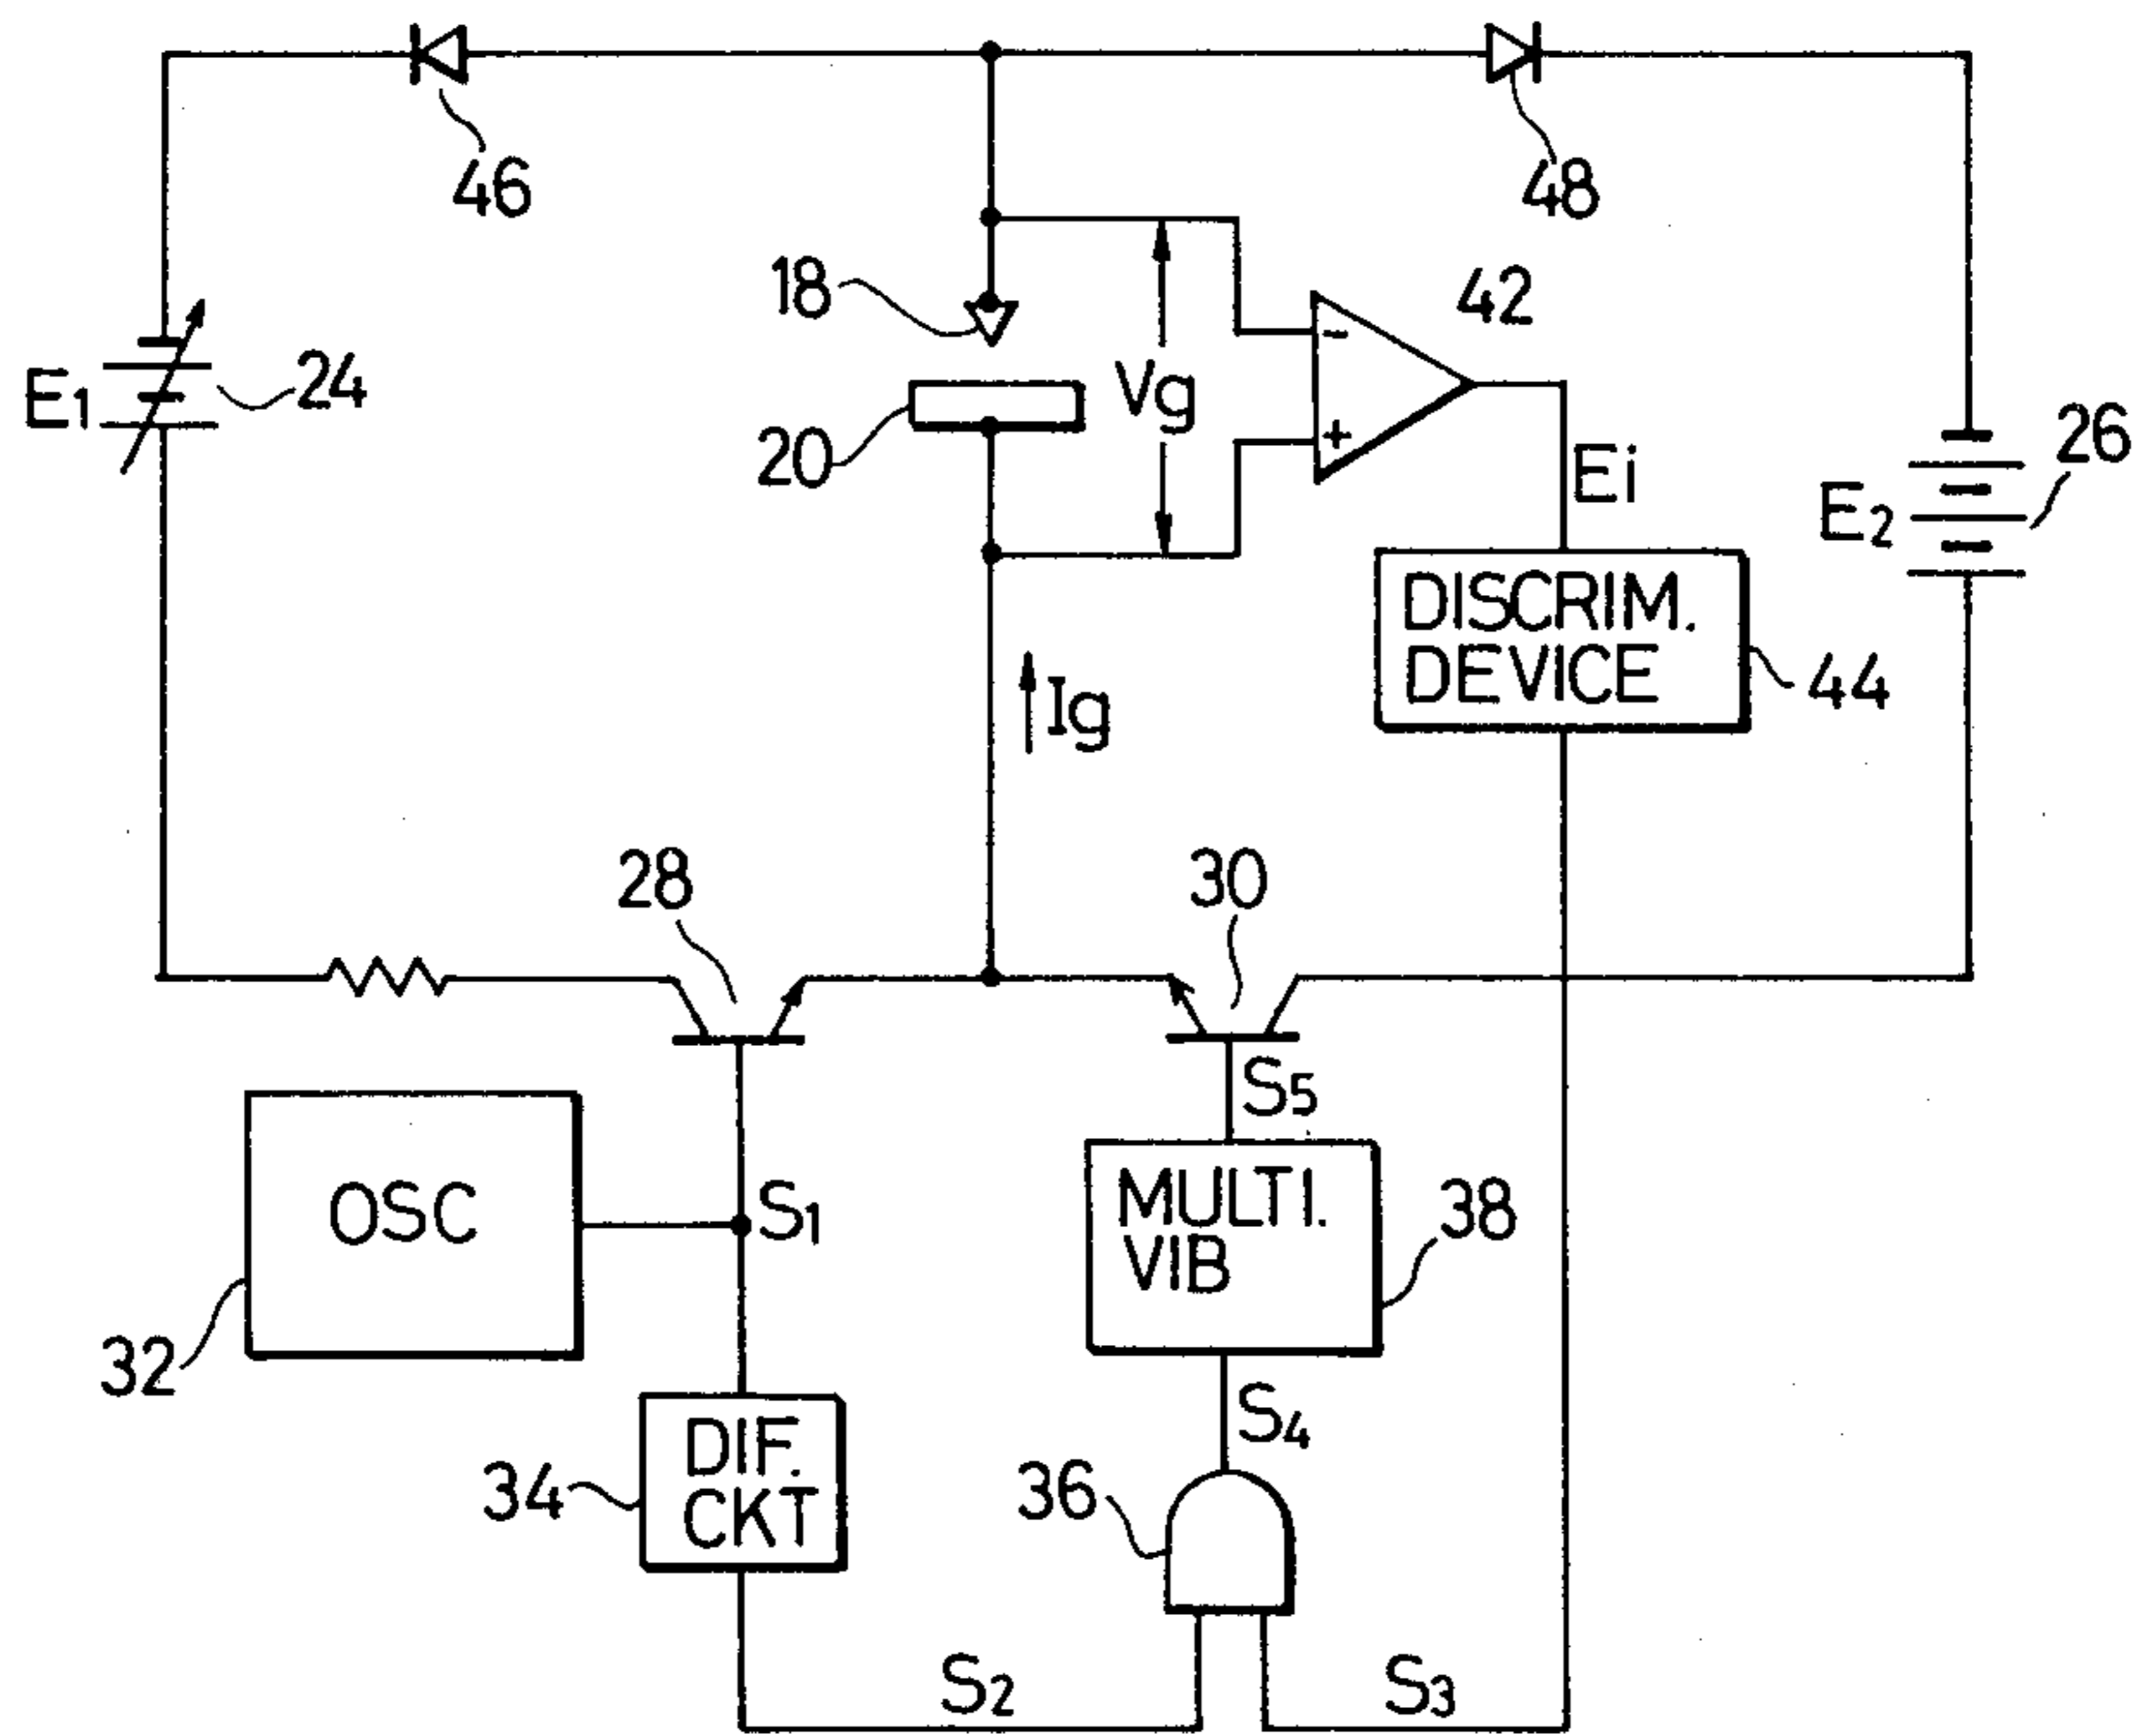 46
48
18
42
E1
24
Vg
-
+
20
Ei
E2
26
DISCRIM.
DEVICE
44
Ig
28
30
S5
OSC
S1
MULTI.
VIB
38
32
DIF.
CKT
34
S4
36
S2
S3